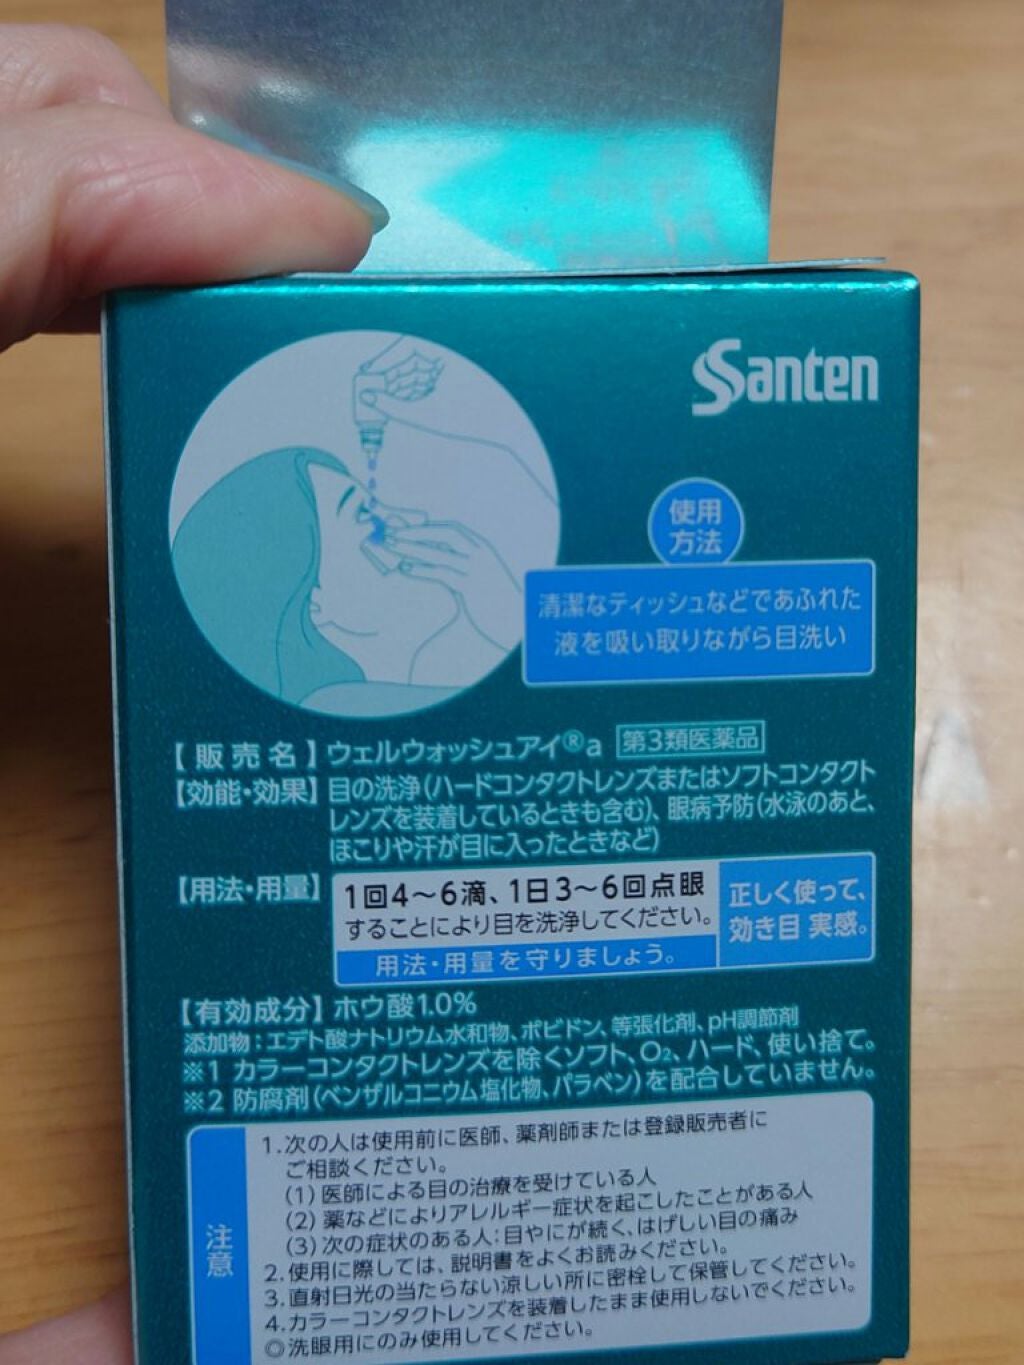 Santen
使用
方法
清潔なティッシュなどであふれた
液を吸い取りながら目洗い
【販売名】ウェルウォッシュアイ®a 第3類医薬品
【効能・効果】目の洗浄(ハードコンタクトレンズまたはソフトコンタクト
レンズを装着しているときも含む)、眼病予防(水泳のあと、
ほこりや汗が目に入ったときなど)
【用法・用量】1回4〜6滴、1日3〜6回点眼
することにより目を洗浄してください。
用法・用量を守りましょう。
正しく使って、
効き目 実感。
【有効成分】ホウ酸1.0%
添加物:エデト酸ナトリウム水和物、ポビドン、等張化剤、pH調節剤
※1 カラーコンタクトレンズを除くソフト、O₂、ハード、使い捨て。
※2 防腐剤(ベンザルコニウム塩化物、パラベン)を配合していません。
注意
1.次の人は使用前に医師、薬剤師または登録販売者に
ご相談ください。
(1)医師による目の治療を受けている人
(2)薬などによりアレルギー症状を起こしたことがある人
(3)次の症状のある人:目やにが続く、はげしい目の痛み
2.使用に際しては、説明書をよくお読みください。
3.直射日光の当たらない涼しい所に密栓して保管してください。
4.カラーコンタクトレンズを装着したまま使用しないでください。
◎洗眼用にのみ使用してください。